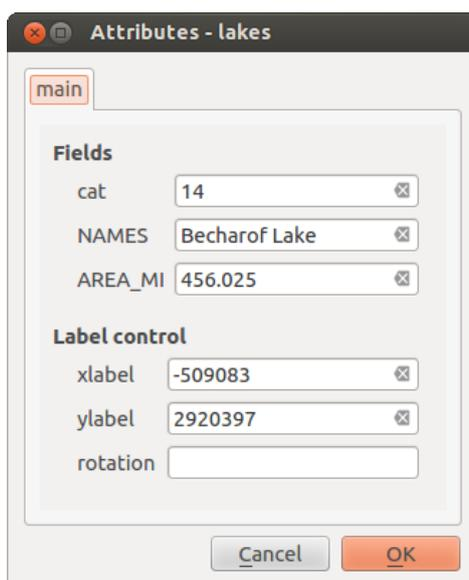 Attributes - lakes
main
Fields
cat 14
NAMES Becharof Lake
AREA_MI 456.025
Label control
xlabel -509083
ylabel 2920397
rotation
Cancel OK